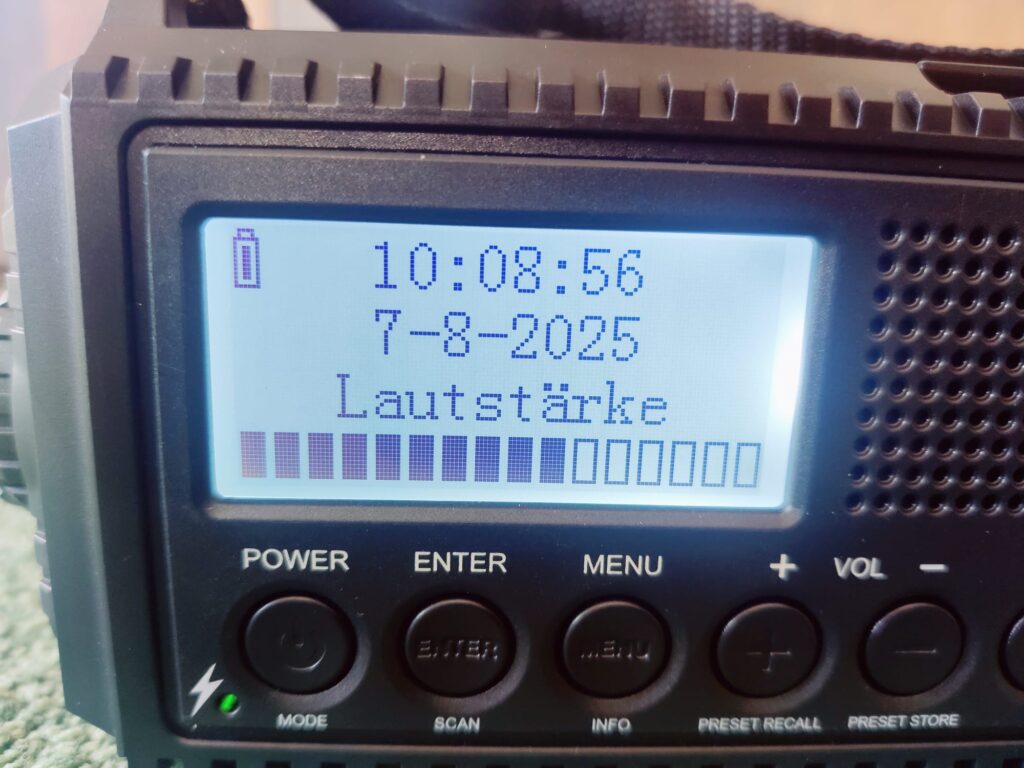 10:08:56
7-8-2025
Lautstärke
POWER ENTER MENU + VOL −
ENTER MENU + −
MODE SCAN INFO PRESET RECALL PRESET STORE